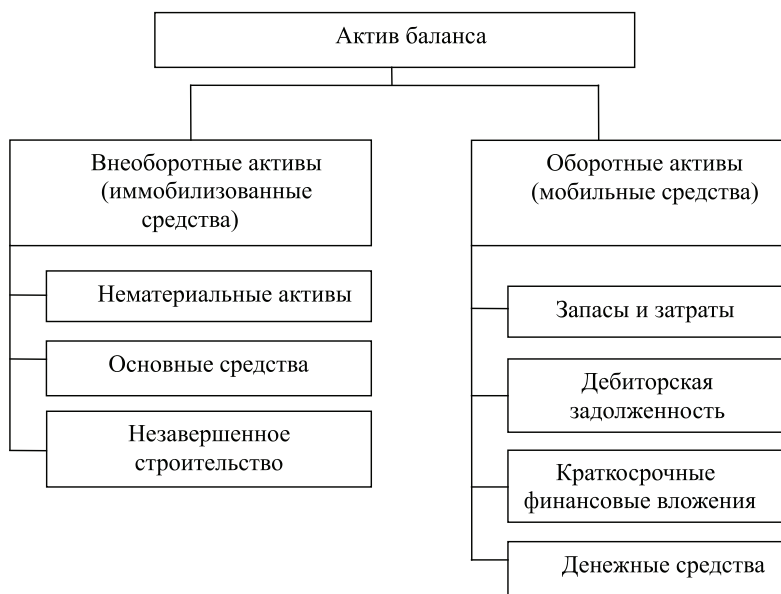 Актив баланса
Внеоборотные активы
(иммобилизованные
средства)
Нематериальные активы
Основные средства
Незавершенное
строительство
Оборотные активы
(мобильные средства)
Запасы и затраты
Дебиторская
задолженность
Краткосрочные
финансовые вложения
Денежные средства